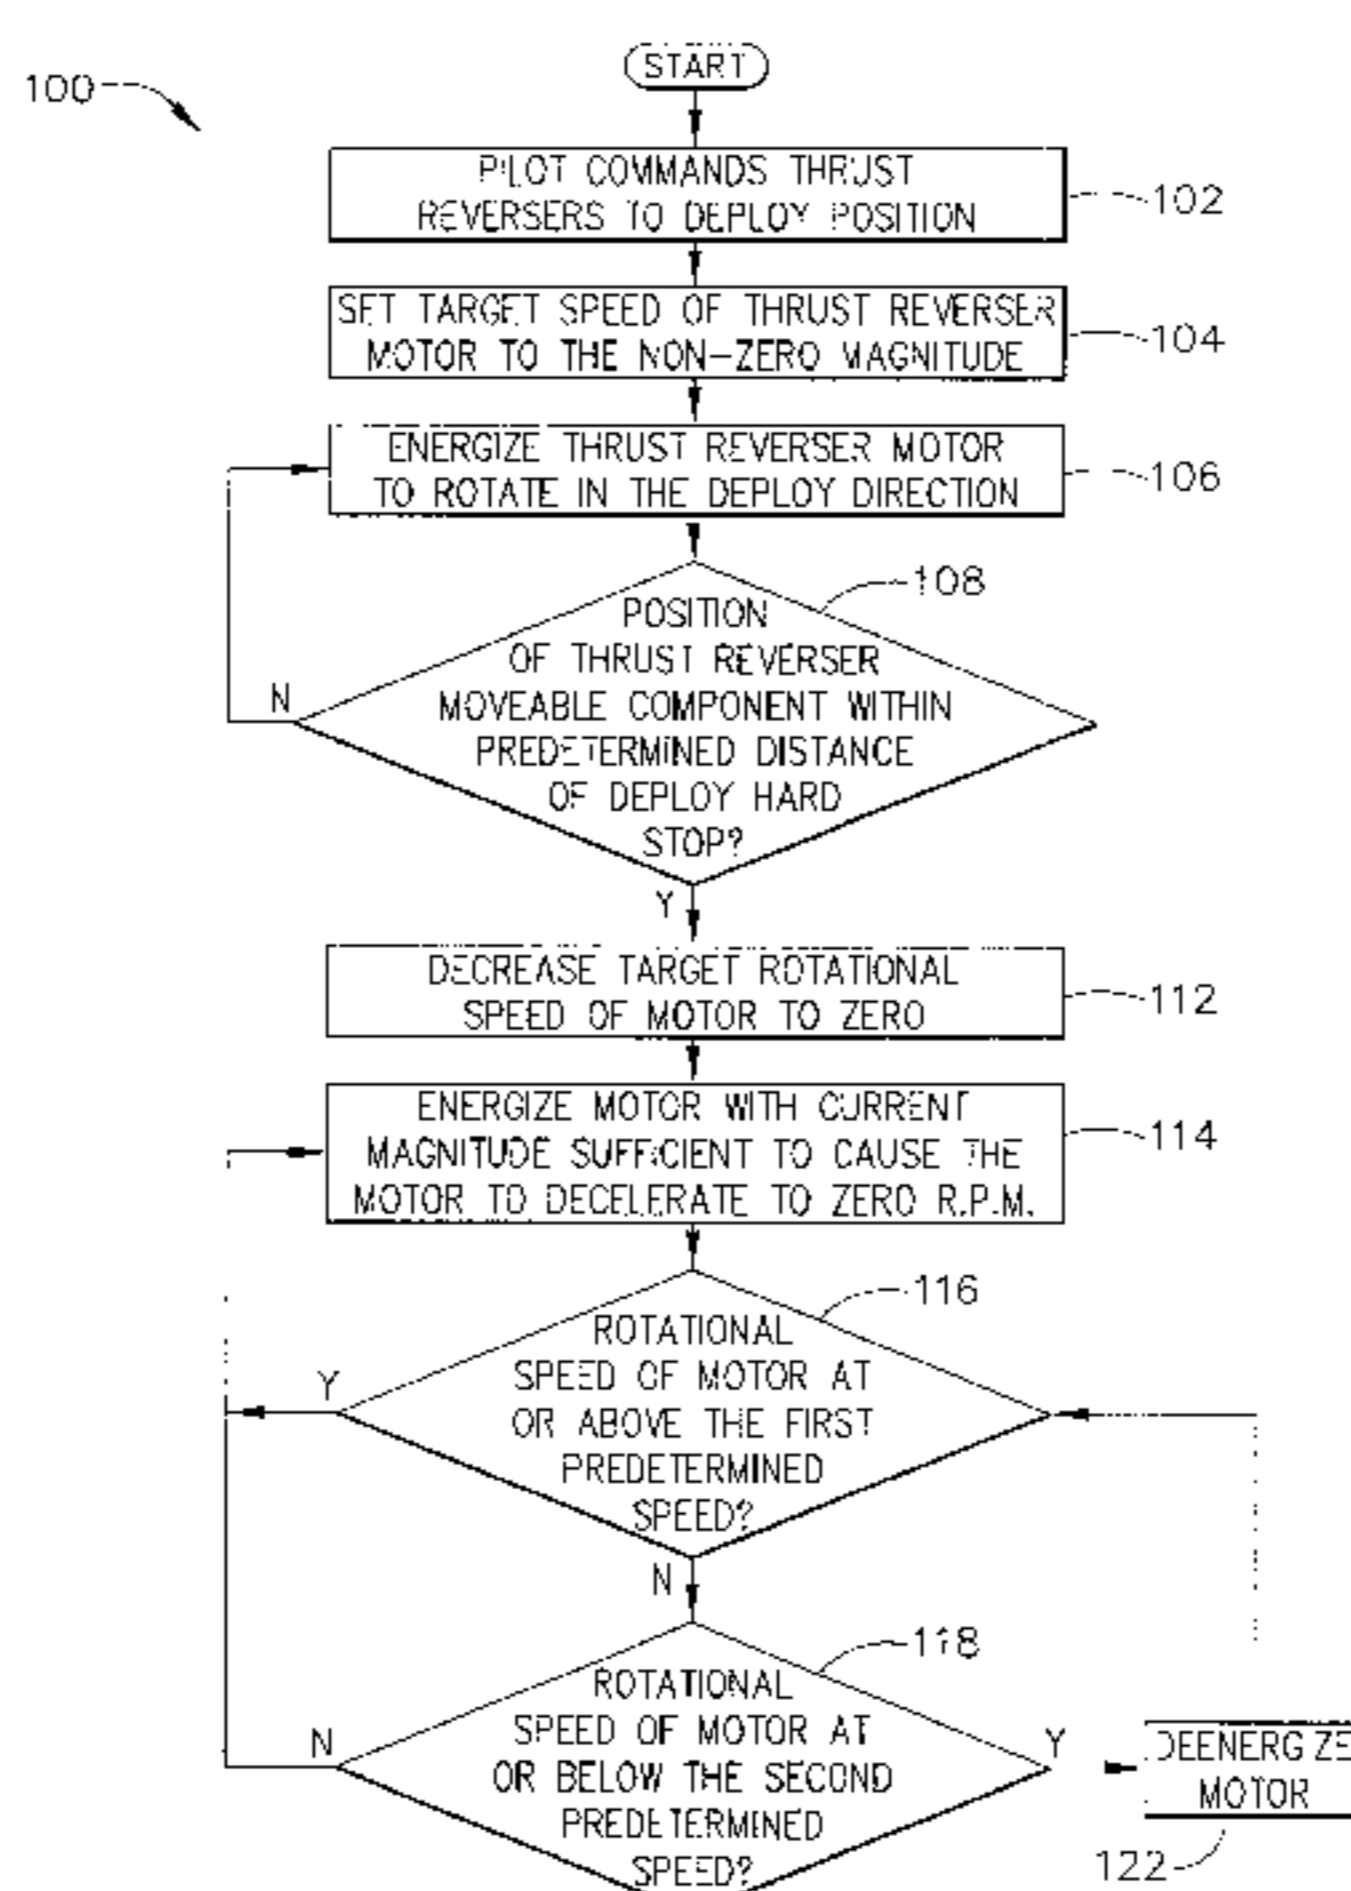 START
100
PILOT COMMANDS THRUST
REVERSERS TO DEPLOY POSITION
102
SET TARGET SPEED OF THRUST REVERSER
MOTOR TO THE NON-ZERO MAGNITUDE
104
ENERGIZE THRUST REVERSER MOTOR
TO ROTATE IN THE DEPLOY DIRECTION
106
108
POSITION
OF THRUST REVERSER
MOVEABLE COMPONENT WITHIN
PREDETERMINED DISTANCE
OF DEPLOY HARD
STOP?
N
Y
DECREASE TARGET ROTATIONAL
SPEED OF MOTOR TO ZERO
112
ENERGIZE MOTOR WITH CURRENT
MAGNITUDE SUFFICIENT TO CAUSE THE
MOTOR TO DECELERATE TO ZERO R.P.M.
114
116
ROTATIONAL
SPEED OF MOTOR AT
OR ABOVE THE FIRST
PREDETERMINED
SPEED?
Y
N
118
ROTATIONAL
SPEED OF MOTOR AT
OR BELOW THE SECOND
PREDETERMINED
SPEED?
N
Y
DEENERGIZE
MOTOR
122